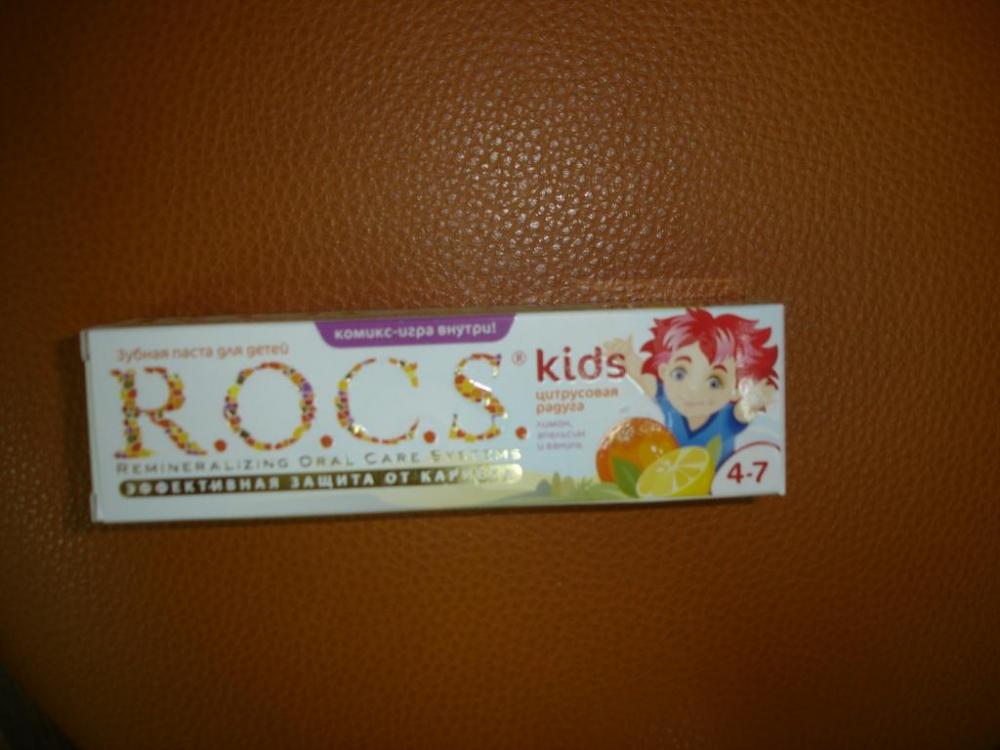 комикс-игра внутри!
Зубная паста для детей
R.O.C.S.®
kids
REMINERALIZING ORAL CARE SYSTEMS
ЭФФЕКТИВНАЯ ЗАЩИТА ОТ КАРИЕСА
цитрусовая
радуга
лимон,
апельсин
и ваниль
4-7